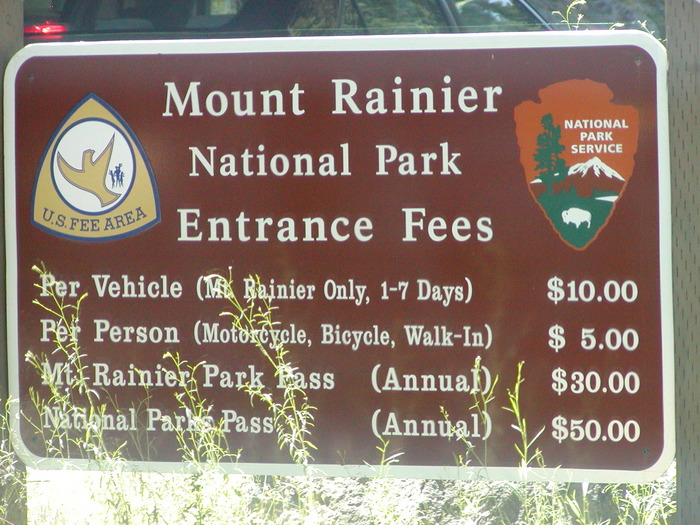 Mount Rainier
National Park
Entrance Fees
U.S. FEE AREA
NATIONAL
PARK
SERVICE
Per Vehicle (Mt. Rainier Only, 1-7 Days) $10.00
Per Person (Motorcycle, Bicycle, Walk-In) $ 5.00
Mt. Rainier Park Pass (Annual) $30.00
National Parks Pass (Annual) $50.00